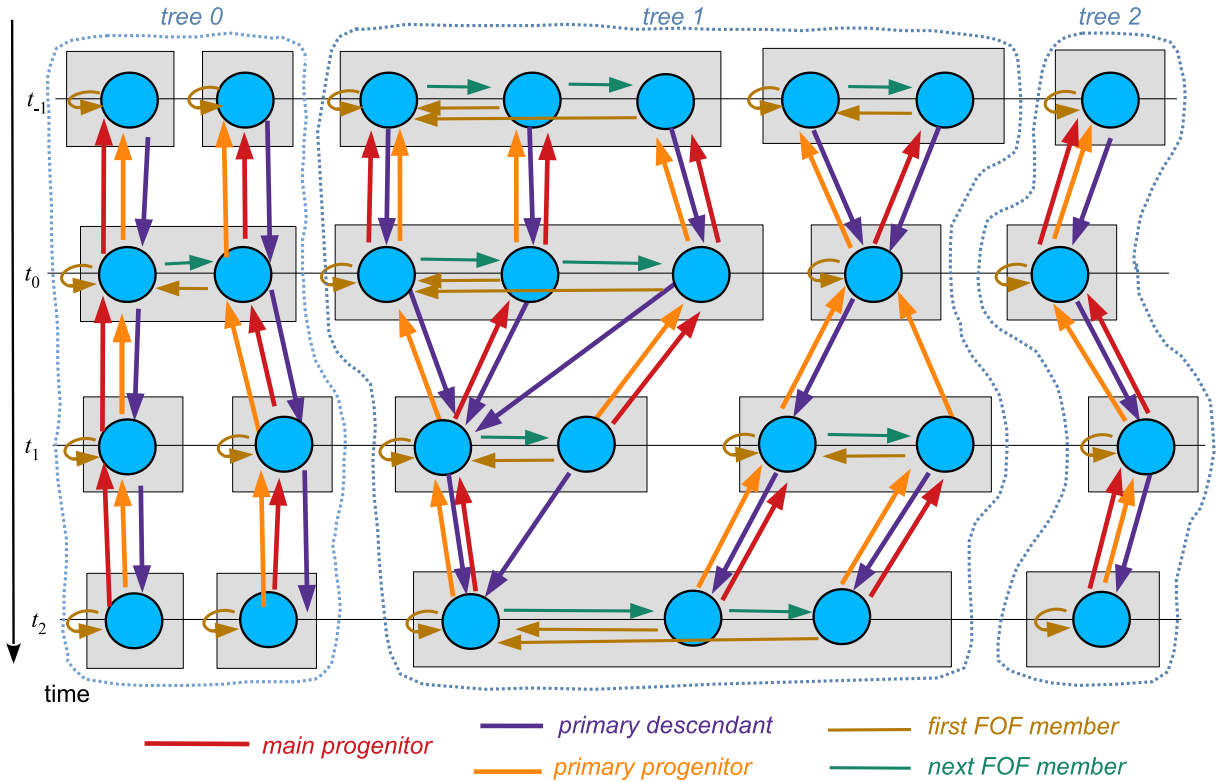 tree 0
tree 1
tree 2
t-1
t0
t1
t2
time
main progenitor
primary descendant
primary progenitor
first FOF member
next FOF member